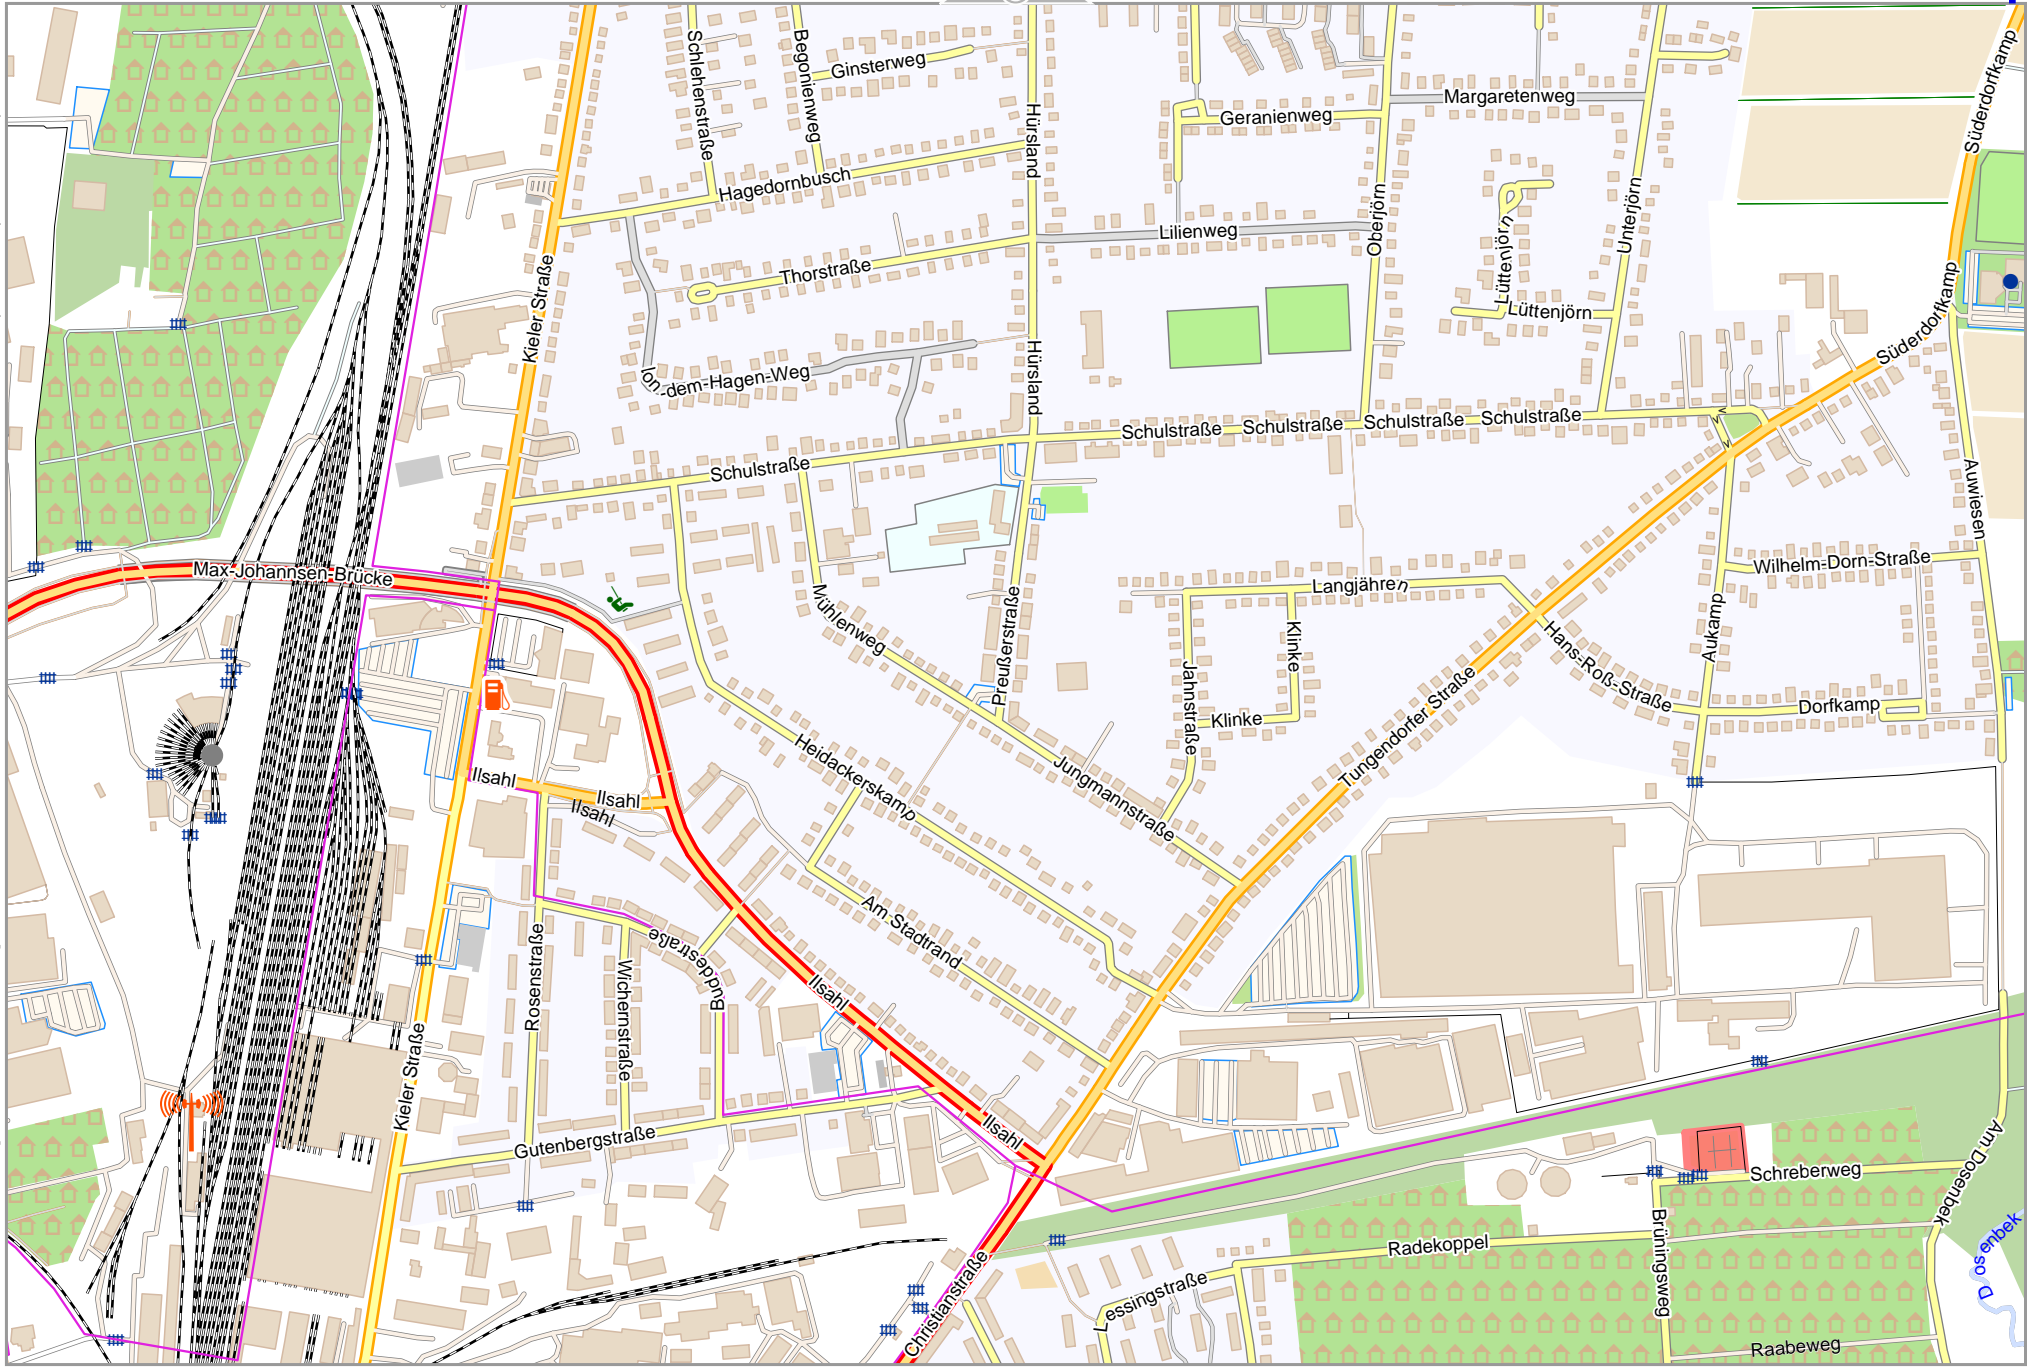 Schlehenstraße
Begonienweg
Ginsterweg
Hürsland
Margaretenweg
Geranienweg
Süderdorfkamp
Hagedornbusch
Lilienweg
Oberjörn
Unterjörn
Lüttenjörn
Kieler Straße
Thorstraße
Lüttenjörn
Süderdorfkamp
Hürsland
Ion-dem-Hagen-Weg
Schulstraße
Schulstraße
Schulstraße
Schulstraße
Schulstraße
Auwiesen
Max-Johannsen-Brücke
Mühlenweg
Preußerstraße
Langjähren
Klinke
Wilhelm-Dorn-Straße
Aukamp
Hans-Roß-Straße
Jahnstraße
Klinke
Dorfkamp
Tungendorfer Straße
Heidackerskamp
Jungmannstraße
Ilsahl
Ilsahl
Ilsahl
Am Stadtrand
Buddestraße
Rosenstraße
Wichernstraße
Ilsahl
Kieler Straße
Gutenbergstraße
Ilsahl
Am Dosenbek
Schreberweg
Brüningsweg
Radekoppel
Dosenbek
Lessingstraße
Christianstraße
Raabeweg